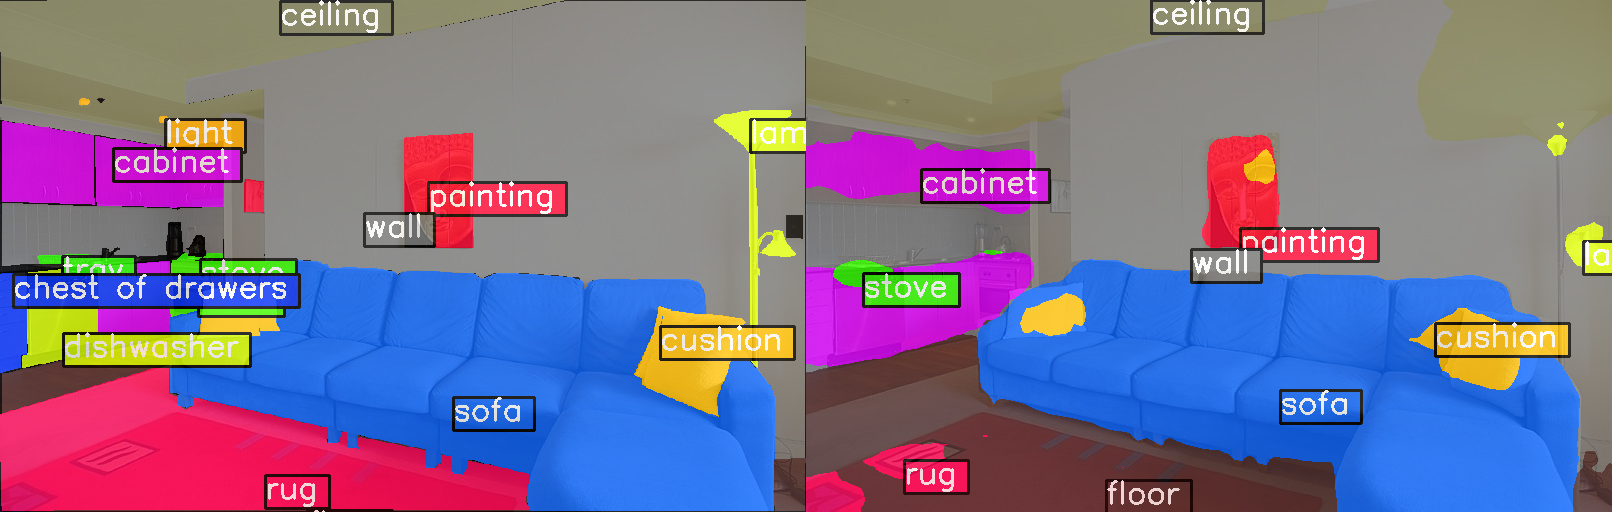 ceiling
light
cabinet
painting
wall
lam
tray
stove
chest of drawers
dishwasher
cushion
sofa
rug
ceiling
cabinet
painting
wall
la
stove
cushion
sofa
rug
floor